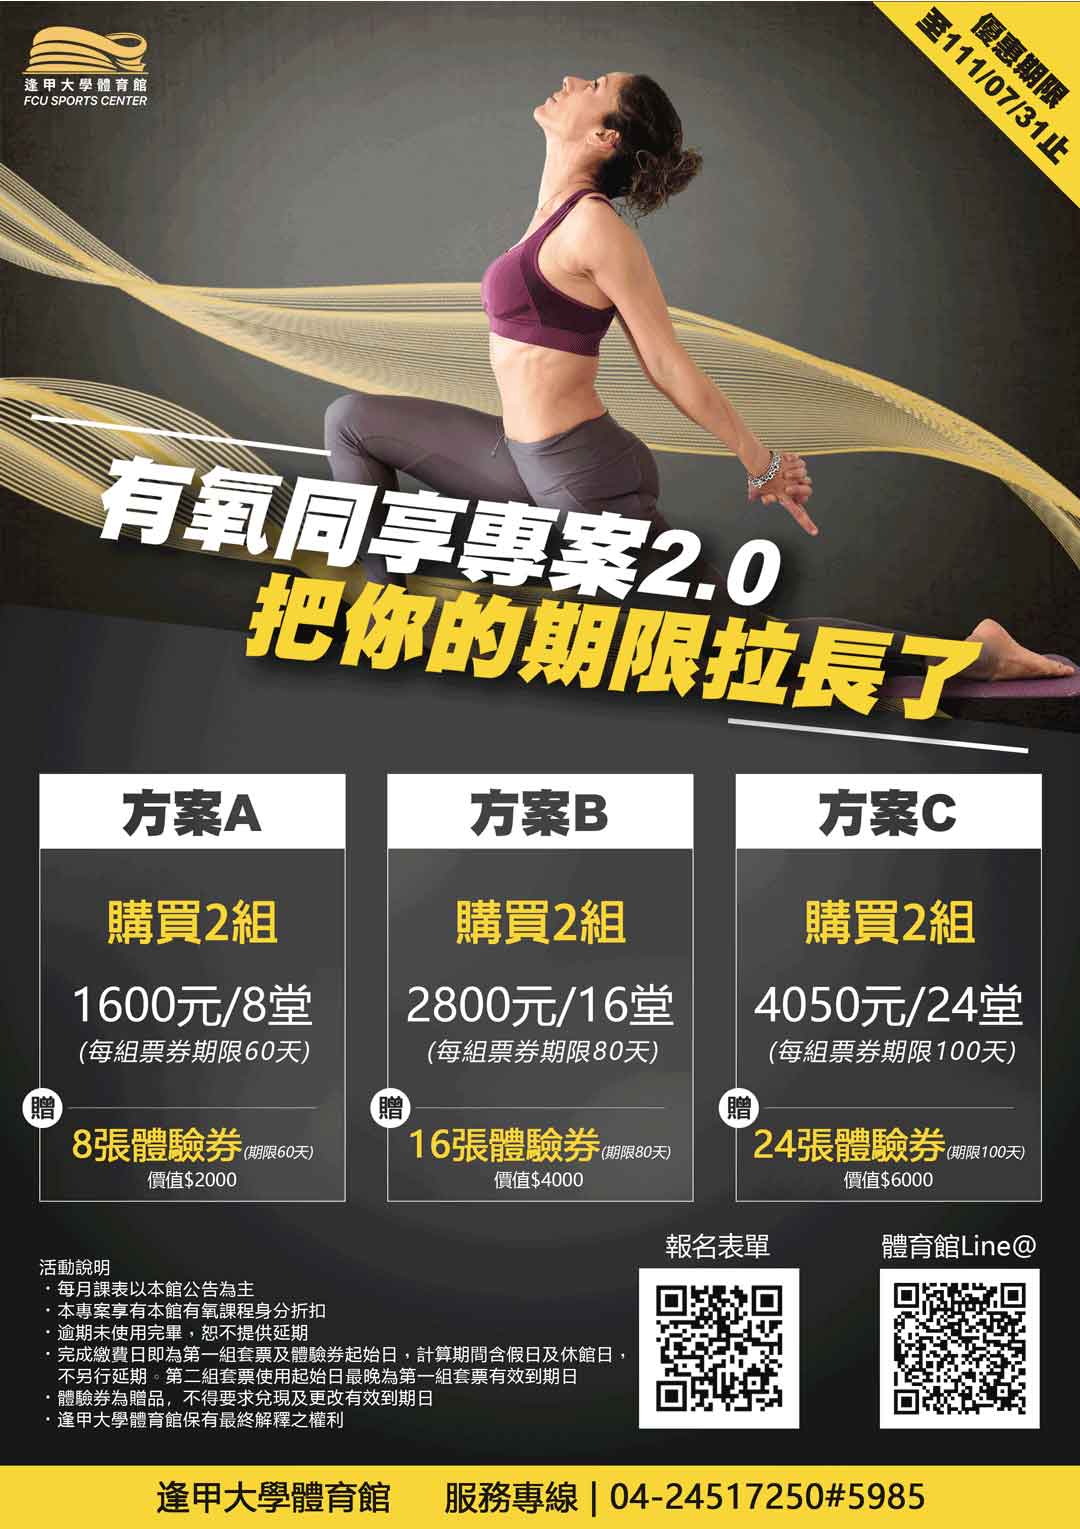 逢甲大學體育館
FCU SPORTS CENTER
優惠期限
至111/07/31止
有氧同享專案2.0
把你的期限拉長了
方案A
購買2組
1600元/8堂
(每組票券期限60天)
贈
8張體驗券(期限60天)
價值$2000
方案B
購買2組
2800元/16堂
(每組票券期限80天)
贈
16張體驗券(期限80天)
價值$4000
方案C
購買2組
4050元/24堂
(每組票券期限100天)
贈
24張體驗券(期限100天)
價值$6000
活動說明
・每月課表以本館公告為主
・本專案享有本館有氧課程身分折扣
・逾期未使用完畢，恕不提供延期
・完成繳費日即為第一組套票及體驗券起始日，計算期間含假日及休館日，
不另行延期。第二組套票使用起始日最晚為第一組套票有效到期日
・體驗券為贈品, 不得要求兌現及更改有效到期日
・逢甲大學體育館保有最終解釋之權利
報名表單
體育館Line@
逢甲大學體育館 服務專線 | 04-24517250#5985